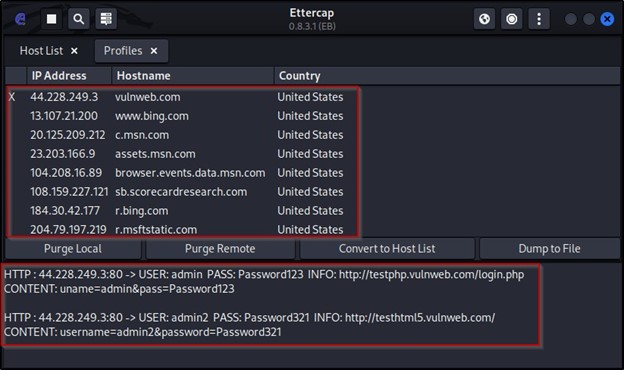 Ettercap
0.8.3.1 (EB)
Host List × Profiles ×
IP Address Hostname Country
X 44.228.249.3 vulnweb.com United States
13.107.21.200 www.bing.com United States
20.125.209.212 c.msn.com United States
23.203.166.9 assets.msn.com United States
104.208.16.89 browser.events.data.msn.com United States
108.159.227.121 sb.scorecardresearch.com United States
184.30.42.177 r.bing.com United States
204.79.197.219 r.msftstatic.com United States
Purge Local Purge Remote Convert to Host List Dump to File
HTTP : 44.228.249.3:80 -> USER: admin PASS: Password123 INFO: http://testphp.vulnweb.com/login.php
CONTENT: uname=admin&pass=Password123
HTTP : 44.228.249.3:80 -> USER: admin2 PASS: Password321 INFO: http://testhtml5.vulnweb.com/
CONTENT: username=admin2&password=Password321